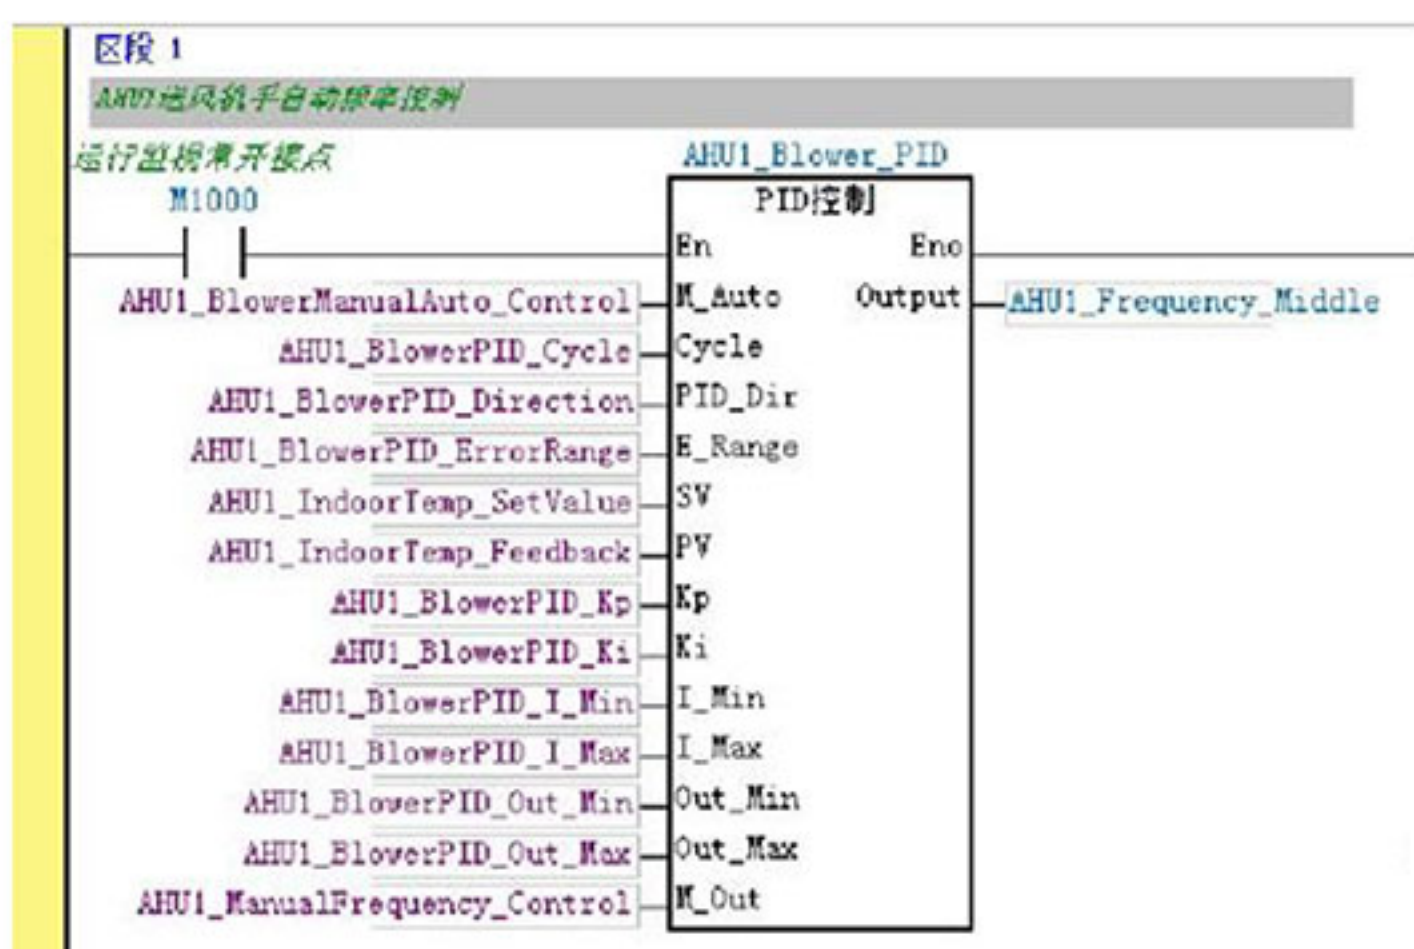 区段 1
AHU1送风机手自动频率控制
运行监视常开接点
AHU1_Blower_PID
M1000
PID控制
En
Eno
AHU1_BlowerManualAuto_Control
M_Auto
Output
AHU1_Frequency_Middle
AHU1_BlowerPID_Cycle
Cycle
AHU1_BlowerPID_Direction
PID_Dir
AHU1_BlowerPID_ErrorRange
E_Range
AHU1_IndoorTemp_SetValue
SV
AHU1_IndoorTemp_Feedback
PV
AHU1_BlowerPID_Kp
Kp
AHU1_BlowerPID_Ki
Ki
AHU1_BlowerPID_I_Min
I_Min
AHU1_BlowerPID_I_Max
I_Max
AHU1_BlowerPID_Out_Min
Out_Min
AHU1_BlowerPID_Out_Max
Out_Max
AHU1_ManualFrequency_Control
M_Out